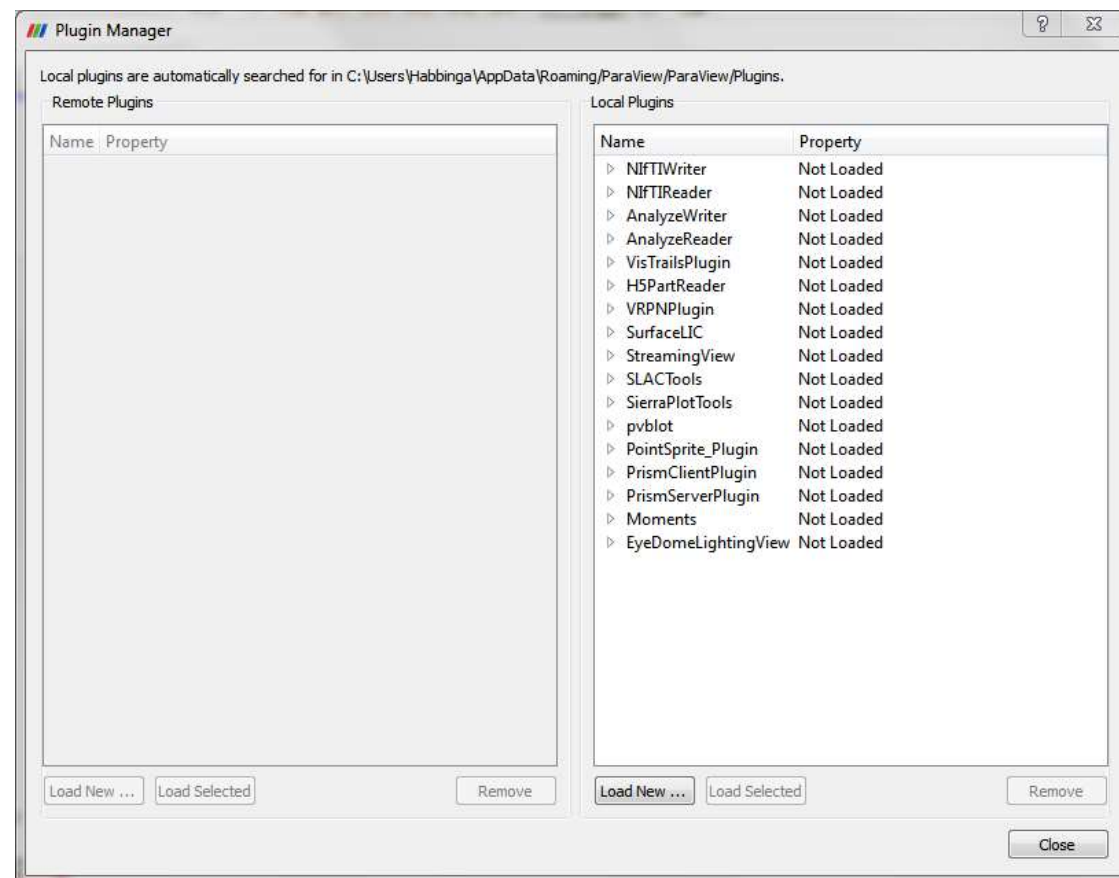 Plugin Manager
Local plugins are automatically searched for in C:\Users\Habbinga\AppData\Roaming/ParaView/ParaView/Plugins.
Remote Plugins
Name Property
Load New ... Load Selected Remove
Local Plugins
Name Property
NIfTIWriter Not Loaded
NIfTIReader Not Loaded
AnalyzeWriter Not Loaded
AnalyzeReader Not Loaded
VisTrailsPlugin Not Loaded
H5PartReader Not Loaded
VRPNPlugin Not Loaded
SurfaceLIC Not Loaded
StreamingView Not Loaded
SLACTools Not Loaded
SierraPlotTools Not Loaded
pvblot Not Loaded
PointSprite_Plugin Not Loaded
PrismClientPlugin Not Loaded
PrismServerPlugin Not Loaded
Moments Not Loaded
EyeDomeLightingView Not Loaded
Load New ... Load Selected Remove
Close